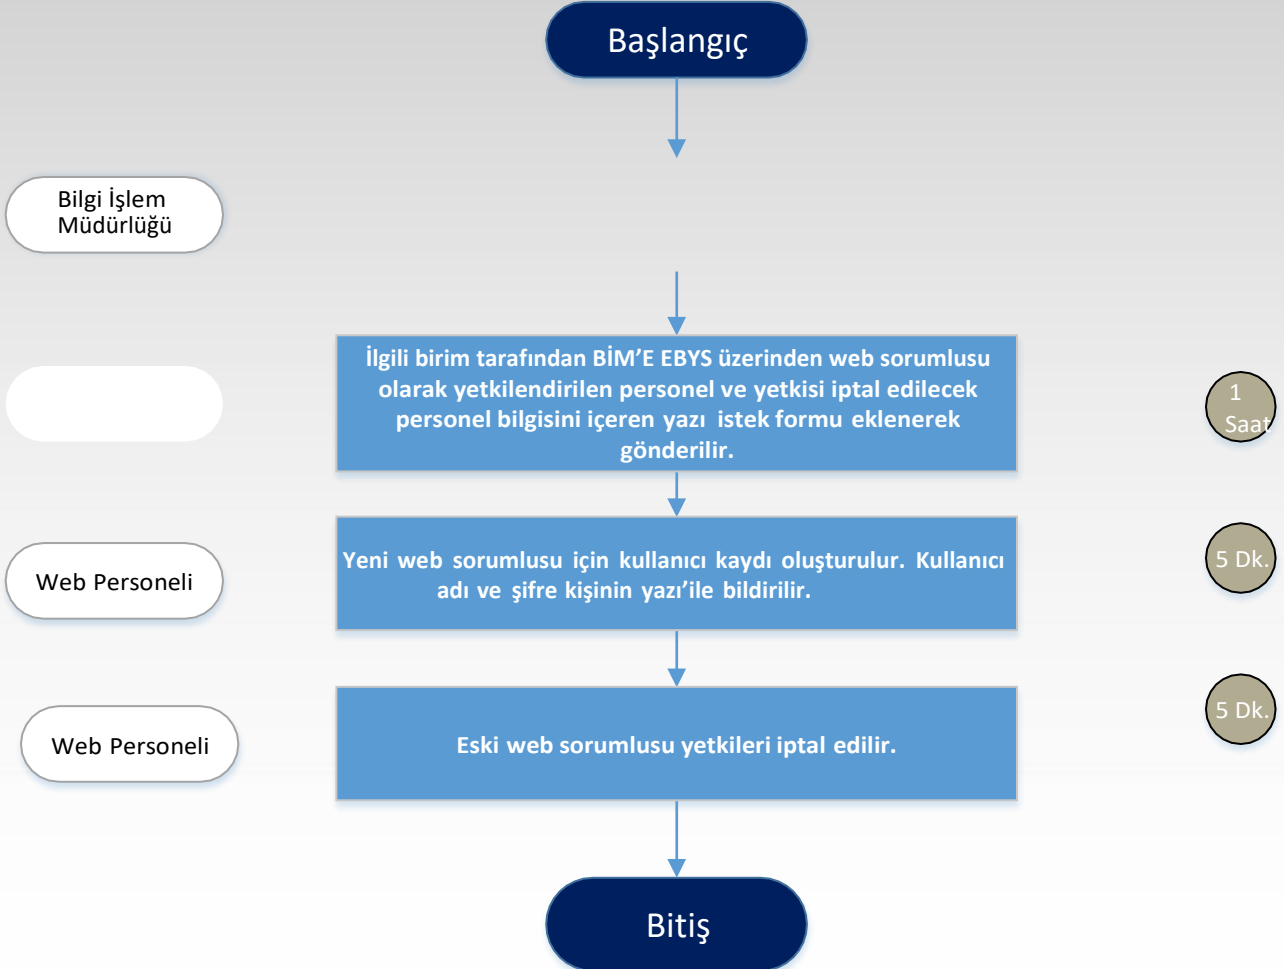 Başlangıç
Bilgi İşlem
Müdürlüğü
İlgili birim tarafından BİM’E EBYS üzerinden web sorumlusu
olarak yetkilendirilen personel ve yetkisi iptal edilecek
personel bilgisini içeren yazı istek formu eklenerek
gönderilir.
1
Saat
Web Personeli
Yeni web sorumlusu için kullanıcı kaydı oluşturulur. Kullanıcı
adı ve şifre kişinin yazı’ile bildirilir.
5 Dk.
Web Personeli
Eski web sorumlusu yetkileri iptal edilir.
5 Dk.
Bitiş